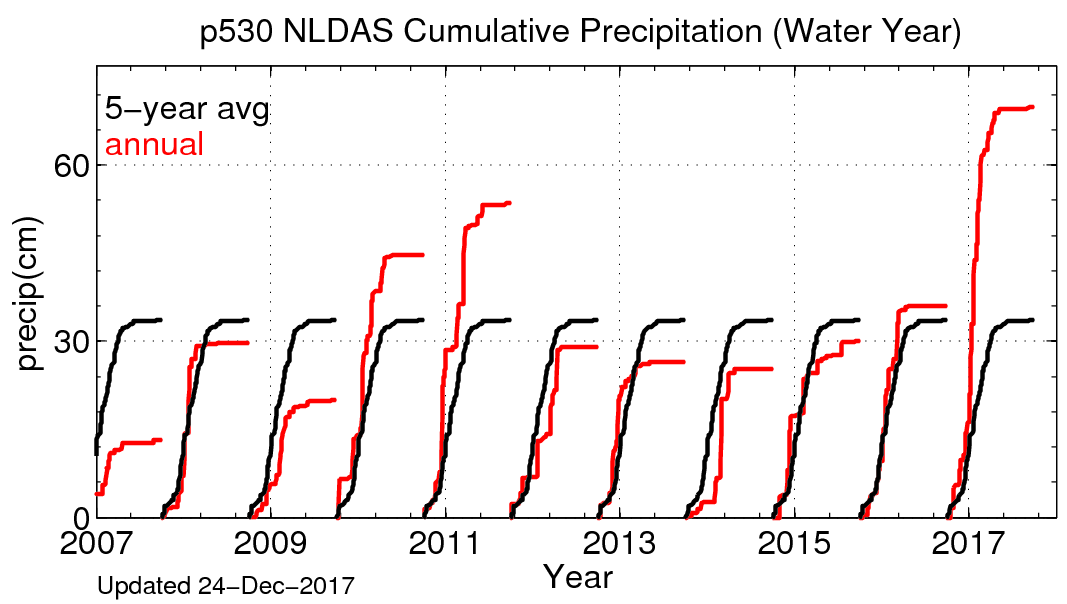 p530 NLDAS Cumulative Precipitation (Water Year)
5−year avg
annual
60
30
0
precip(cm)
2007 2009 2011 2013 2015 2017
Year
Updated 24−Dec−2017